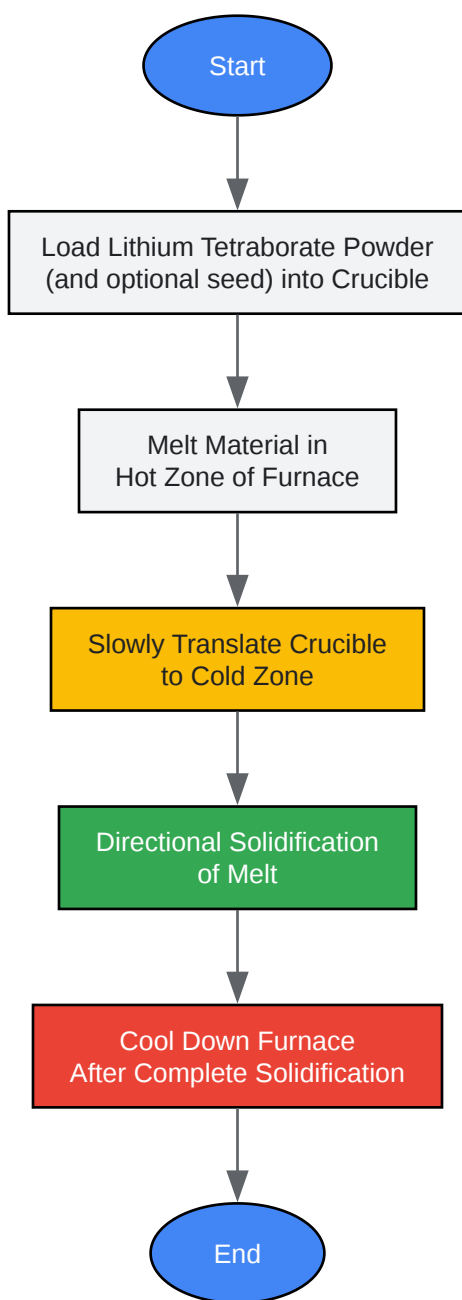 Start
Load Lithium Tetraborate Powder
(and optional seed) into Crucible
Melt Material in
Hot Zone of Furnace
Slowly Translate Crucible
to Cold Zone
Directional Solidification
of Melt
Cool Down Furnace
After Complete Solidification
End